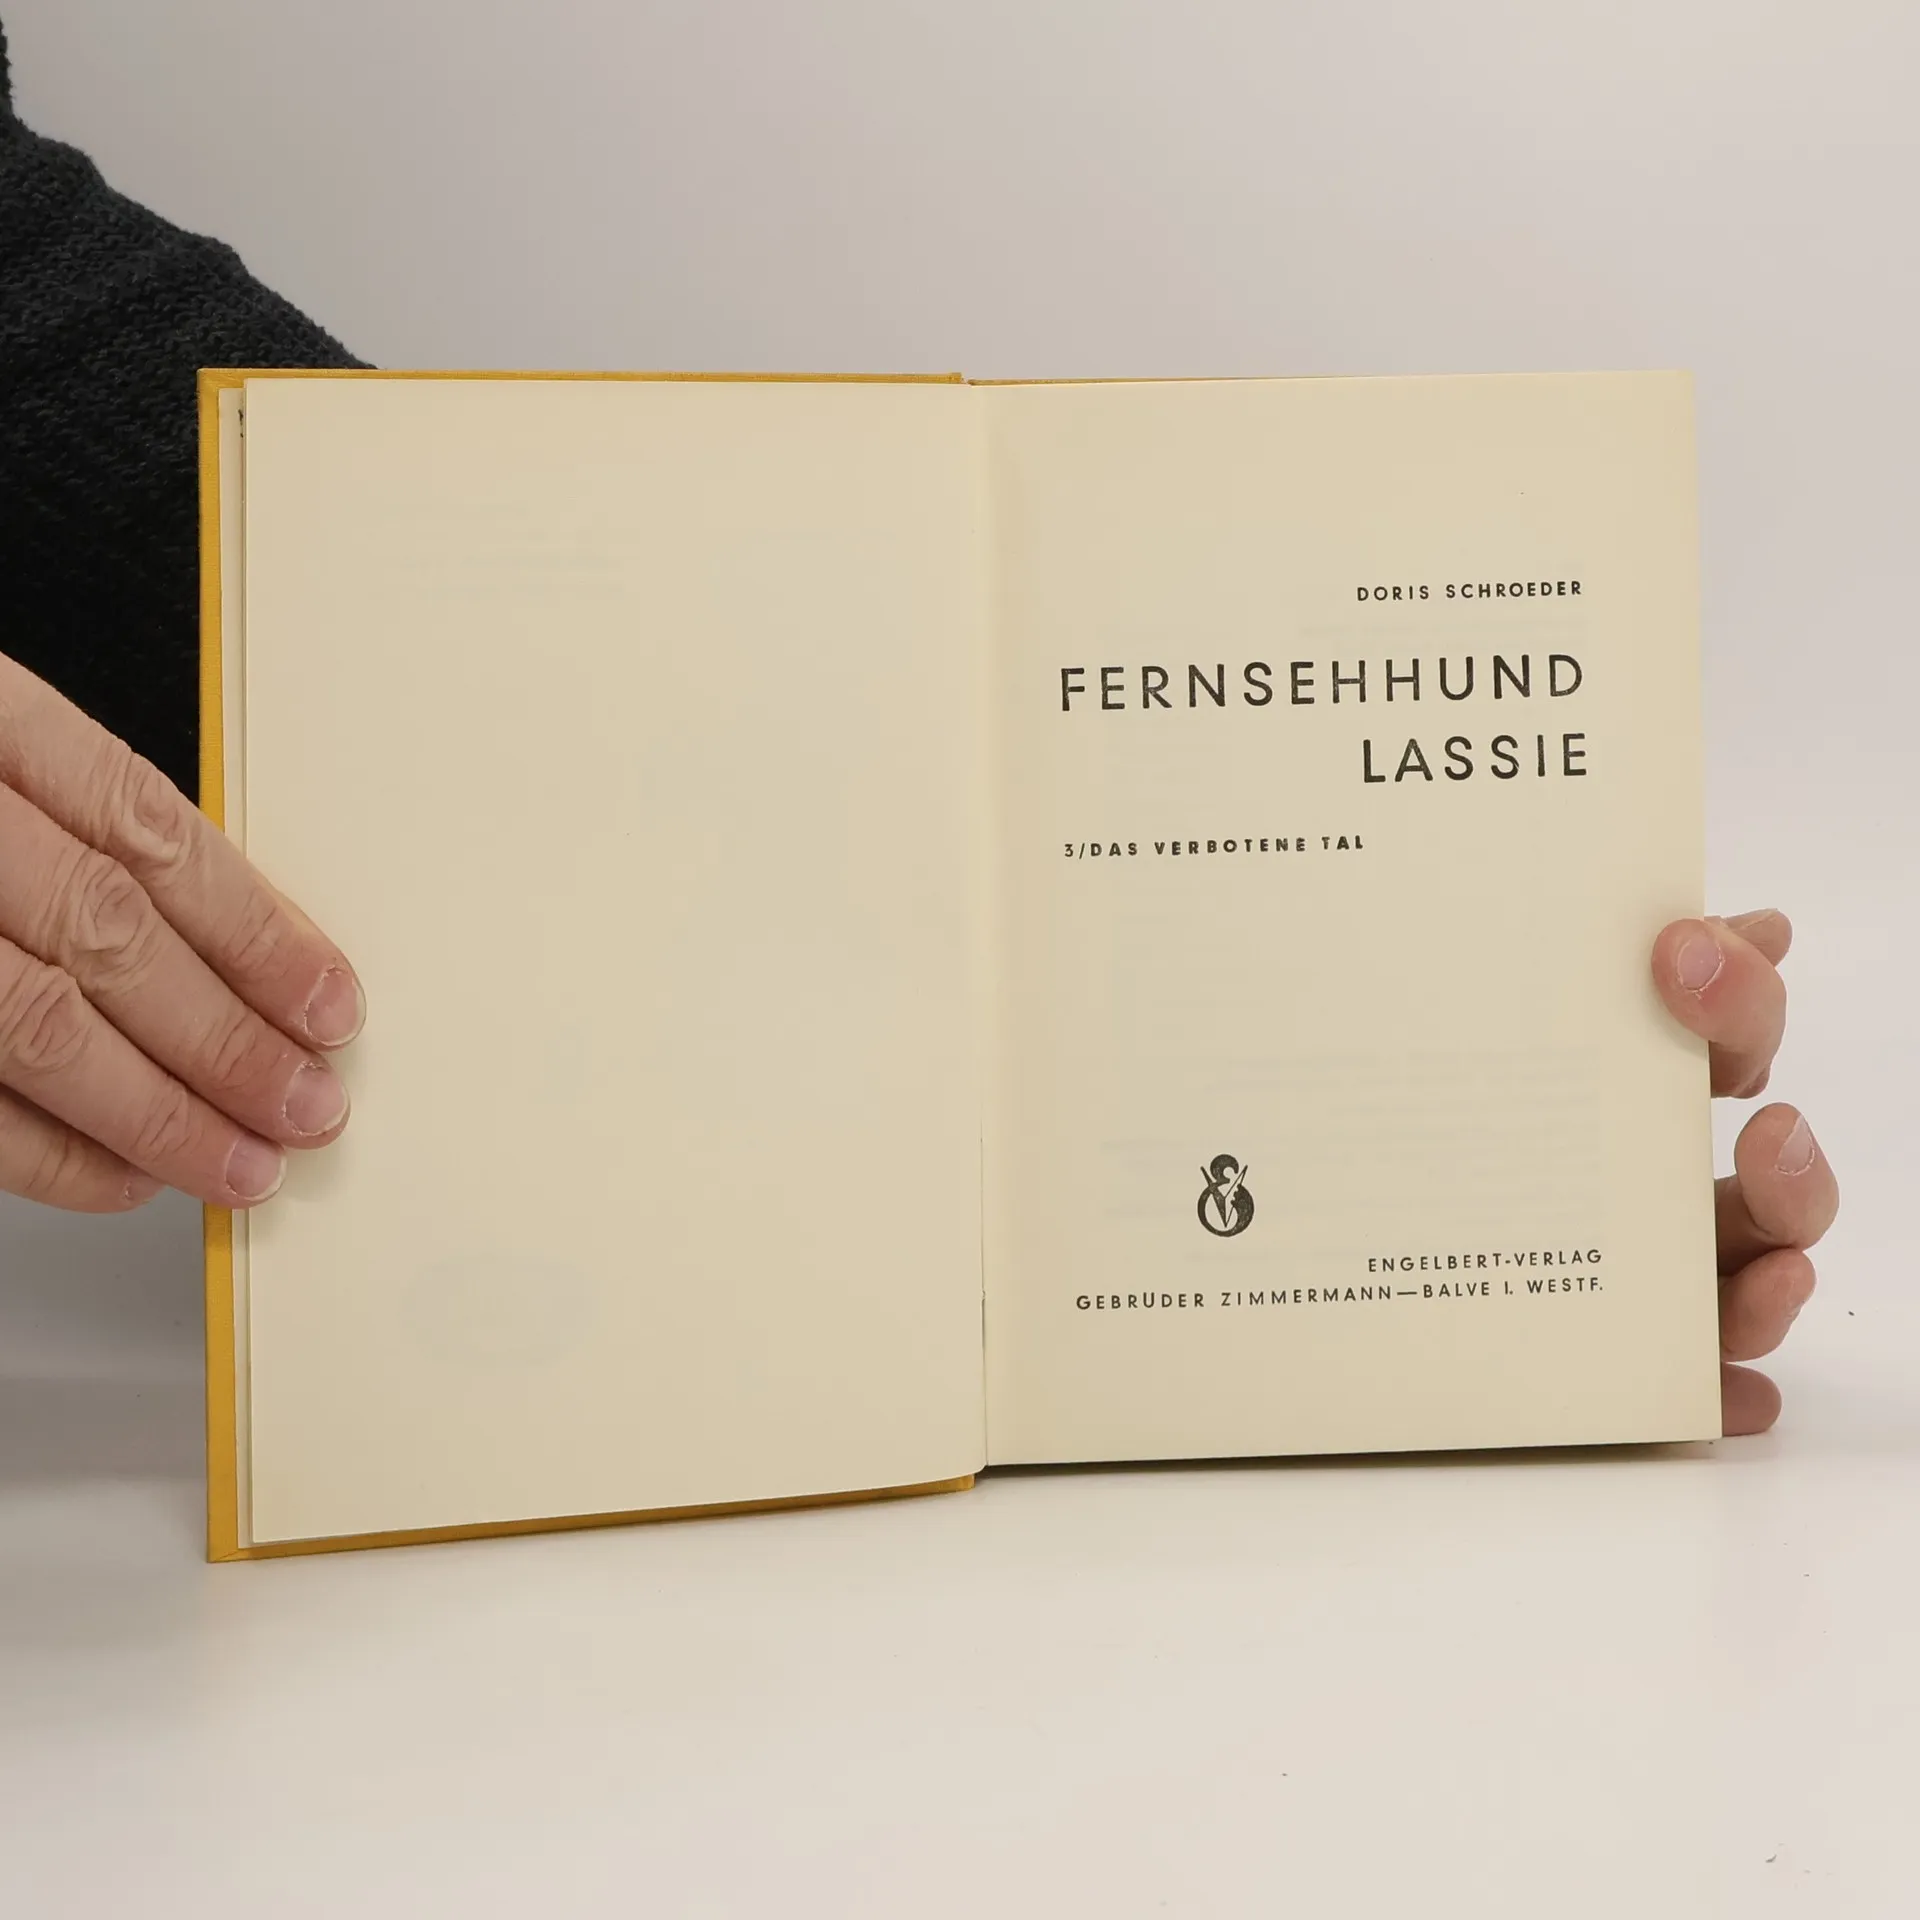 DORIS SCHROEDER
FERNSEHHUND
LASSIE
3/DAS VERBOTENE TAL
ENGELBERT-VERLAG
GEBRÜDER ZIMMERMANN—BALVE I. WESTF.